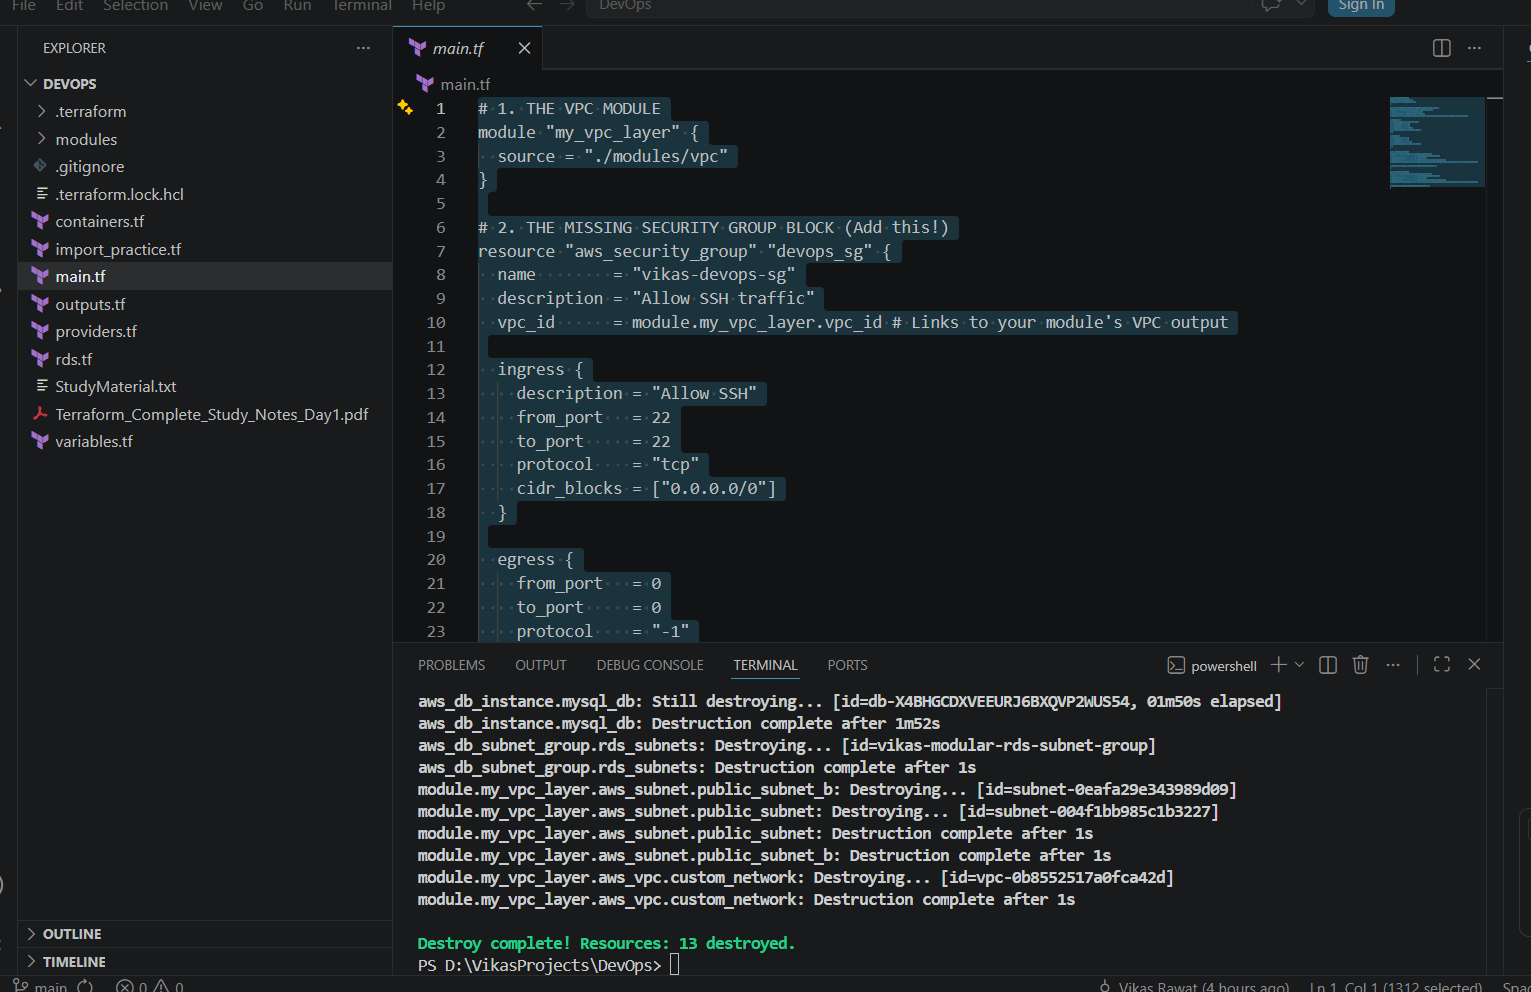 File Edit Selection View Go Run Terminal Help
DevOps
Sign In
EXPLORER
DEVOPS
.terraform
modules
.gitignore
.terraform.lock.hcl
containers.tf
import_practice.tf
main.tf
outputs.tf
providers.tf
rds.tf
StudyMaterial.txt
Terraform_Complete_Study_Notes_Day1.pdf
variables.tf
OUTLINE
TIMELINE
main.tf
main.tf
1 # 1. THE VPC MODULE
2 module "my_vpc_layer" {
3   source = "./modules/vpc"
4 }
5
6 # 2. THE MISSING SECURITY GROUP BLOCK (Add this!)
7 resource "aws_security_group" "devops_sg" {
8   name        = "vikas-devops-sg"
9   description = "Allow SSH traffic"
10   vpc_id      = module.my_vpc_layer.vpc_id # Links to your module's VPC output
11
12   ingress {
13     description = "Allow SSH"
14     from_port   = 22
15     to_port     = 22
16     protocol    = "tcp"
17     cidr_blocks = ["0.0.0.0/0"]
18   }
19
20   egress {
21     from_port   = 0
22     to_port     = 0
23     protocol    = "-1"
PROBLEMS OUTPUT DEBUG CONSOLE TERMINAL PORTS
powershell
aws_db_instance.mysql_db: Still destroying... [id=db-X4BHGCDXVEEURJ6BXQVP2WUS54, 01m50s elapsed]
aws_db_instance.mysql_db: Destruction complete after 1m52s
aws_db_subnet_group.rds_subnets: Destroying... [id=vikas-modular-rds-subnet-group]
aws_db_subnet_group.rds_subnets: Destruction complete after 1s
module.my_vpc_layer.aws_subnet.public_subnet_b: Destroying... [id=subnet-0eafa29e343989d09]
module.my_vpc_layer.aws_subnet.public_subnet: Destroying... [id=subnet-004f1bb985c1b3227]
module.my_vpc_layer.aws_subnet.public_subnet: Destruction complete after 1s
module.my_vpc_layer.aws_subnet.public_subnet_b: Destruction complete after 1s
module.my_vpc_layer.aws_vpc.custom_network: Destroying... [id=vpc-0b8552517a0fca42d]
module.my_vpc_layer.aws_vpc.custom_network: Destruction complete after 1s
Destroy complete! Resources: 13 destroyed.
PS D:\VikasProjects\DevOps>
main 0 0 Vikas Rawat (4 hours ago) Ln 1, Col 1 (1312 selected)